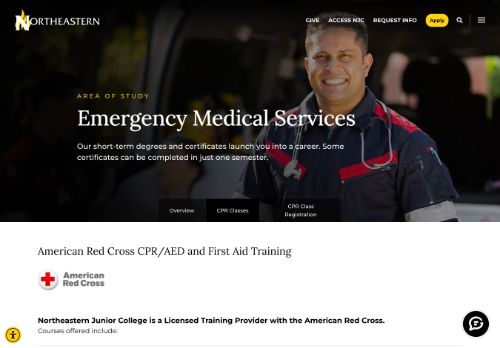 NORTHEASTERN
GIVE ACCESS NJC REQUEST INFO Apply
AREA OF STUDY
Emergency Medical Services
Our short-term degrees and certificates launch you into a career. Some
certificates can be completed in just one semester.
Overview CPR Classes CPR Class
Registration
American Red Cross CPR/AED and First Aid Training
American
Red Cross
Northeastern Junior College is a Licensed Training Provider with the American Red Cross.
Courses offered include: